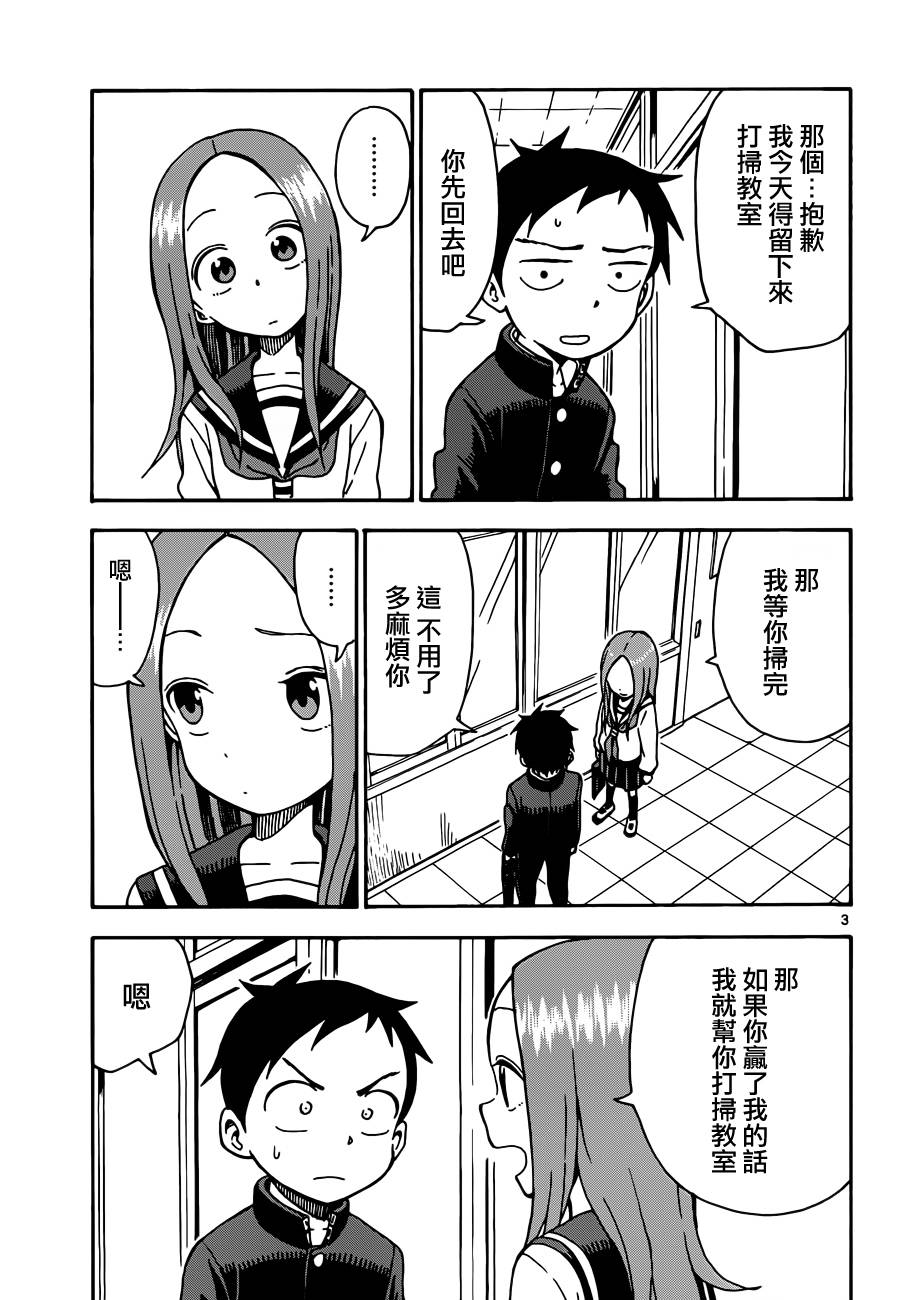 那個…抱歉
我今天得留下來
打掃教室
你先回去吧
………
那
我等你掃完
這 不用了
多麻煩你
……
嗯——…
3
那
如果你贏了我的話
我就幫你打掃教室
嗯